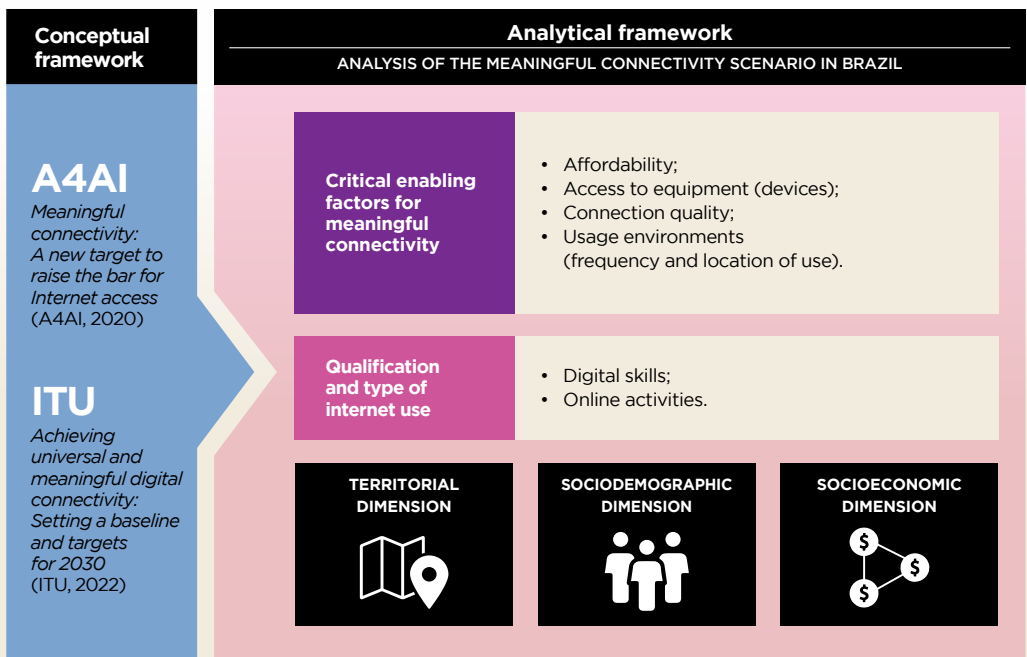 Conceptual
framework
A4AI
Meaningful
connectivity:
A new target to
raise the bar for
Internet access
(A4AI, 2020)
ITU
Achieving
universal and
meaningful digital
connectivity:
Setting a baseline
and targets
for 2030
(ITU, 2022)
Analytical framework
ANALYSIS OF THE MEANINGFUL CONNECTIVITY SCENARIO IN BRAZIL
Critical enabling
factors for
meaningful
connectivity
• Affordability;
• Access to equipment (devices);
• Connection quality;
• Usage environments
(frequency and location of use).
Qualification
and type of
internet use
• Digital skills;
• Online activities.
TERRITORIAL
DIMENSION
SOCIODEMOGRAPHIC
DIMENSION
SOCIOECONOMIC
DIMENSION
$
$
$